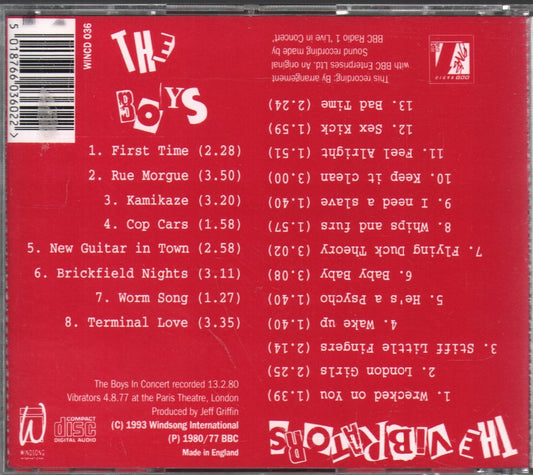 5 018766 036022 >
WINCD 036
THE
BOYS
1. First Time (2.28)
2. Rue Morgue (3.50)
3. Kamikaze (3.20)
4. Cop Cars (1.58)
5. New Guitar in Town (2.58)
6. Brickfield Nights (3.11)
7. Worm Song (1.27)
8. Terminal Love (3.35)
The Boys In Concert recorded 13.2.80
Vibrators 4.8.77 at the Paris Theatre, London
Produced by Jeff Griffin
(C) 1993 Windsong International
(P) 1980/77 BBC
Made in England
WINDSONG
COMPACT
disc
DIGITAL AUDIO
THE VIBRATORS
1. Wrecked on You (1.39)
2. London Girls (2.25)
3. Stiff Little Fingers (2.14)
4. Wake up (1.40)
5. He's a Psycho (1.40)
6. Baby Baby (3.08)
7. Flying Duck Theory (3.02)
8. Whips and furs (1.57)
9. I need a slave (1.40)
10. Keep it clean (3.00)
11. Feel Alright (1.51)
12. Sex Kick (1.59)
13. Bad Time (2.24)
This recording: By arrangement
with BBC Enterprises Ltd. An original
Sound recording made by
BBC Radio 1 'Live in Concert'